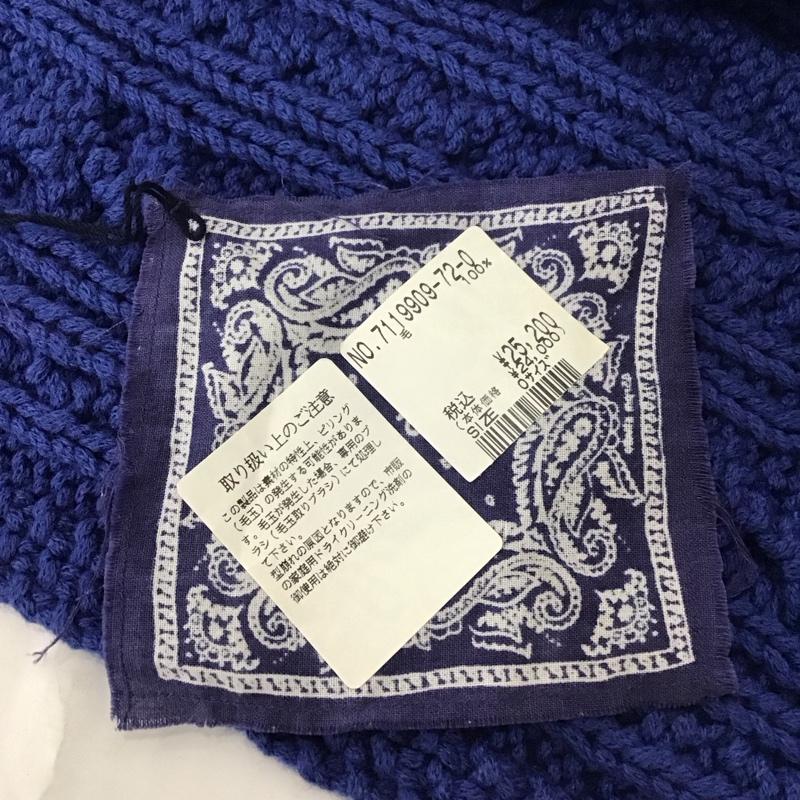 NO.7119909-72-0
毛 100%
税込 ¥25,200
(本体価格 ¥24,000)
SIZE 0サイズ
取り扱い上のご注意
この製品は素材の特性上、ピリング
(毛玉)の発生する可能性がありま
す。毛玉が発生した場合、専用のブ
ラシ(毛玉取りブラシ)にて処理し
て下さい。
型崩れの原因となりますので、市販
の家庭用ドライクリーニング洗剤の
御使用は絶対に御避け下さい。